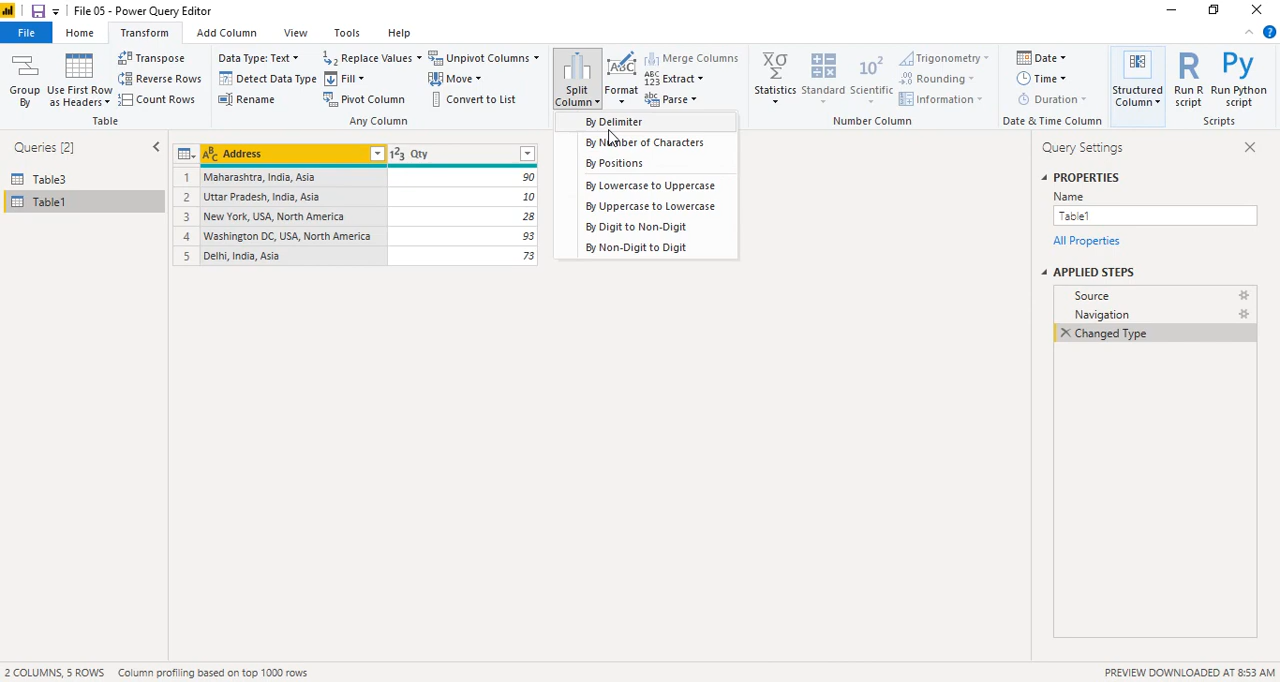 File 05 - Power Query Editor
File Home Transform Add Column View Tools Help
Group By
Use First Row as Headers
Transpose
Reverse Rows
Count Rows
Table
Data Type: Text
Detect Data Type
Rename
Replace Values
Fill
Pivot Column
Unpivot Columns
Move
Convert to List
Any Column
Split Column
Format
Merge Columns
Extract
Parse
Statistics
Standard
Scientific
Trigonometry
Rounding
Information
Number Column
Date
Time
Duration
Date & Time Column
Structured Column
Run R script
Run Python script
Scripts
By Delimiter
By Number of Characters
By Positions
By Lowercase to Uppercase
By Uppercase to Lowercase
By Digit to Non-Digit
By Non-Digit to Digit
Queries [2]
Table3
Table1
Address Qty
1 Maharashtra, India, Asia 90
2 Uttar Pradesh, India, Asia 10
3 New York, USA, North America 28
4 Washington DC, USA, North America 93
5 Delhi, India, Asia 73
Query Settings
PROPERTIES
Name
Table1
All Properties
APPLIED STEPS
Source
Navigation
Changed Type
2 COLUMNS, 5 ROWS Column profiling based on top 1000 rows
PREVIEW DOWNLOADED AT 8:53 AM